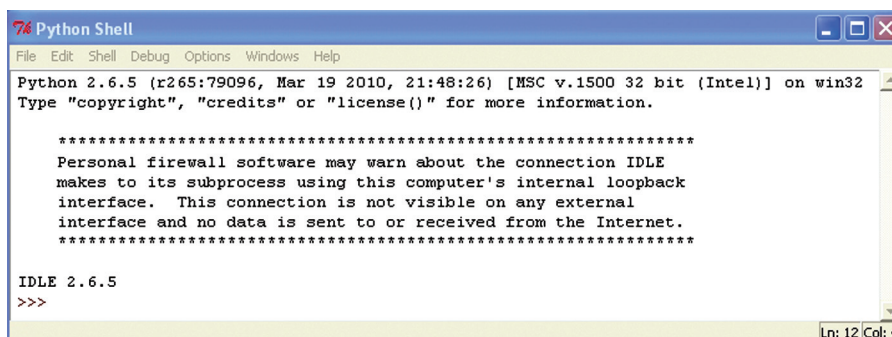 Python Shell
File Edit Shell Debug Options Windows Help
Python 2.6.5 (r265:79096, Mar 19 2010, 21:48:26) [MSC v.1500 32 bit (Intel)] on win32
Type "copyright", "credits" or "license()" for more information.
****************************************************************
Personal firewall software may warn about the connection IDLE
makes to its subprocess using this computer's internal loopback
interface.  This connection is not visible on any external
interface and no data is sent to or received from the Internet.
****************************************************************
IDLE 2.6.5
>>>
Ln: 12 Col: